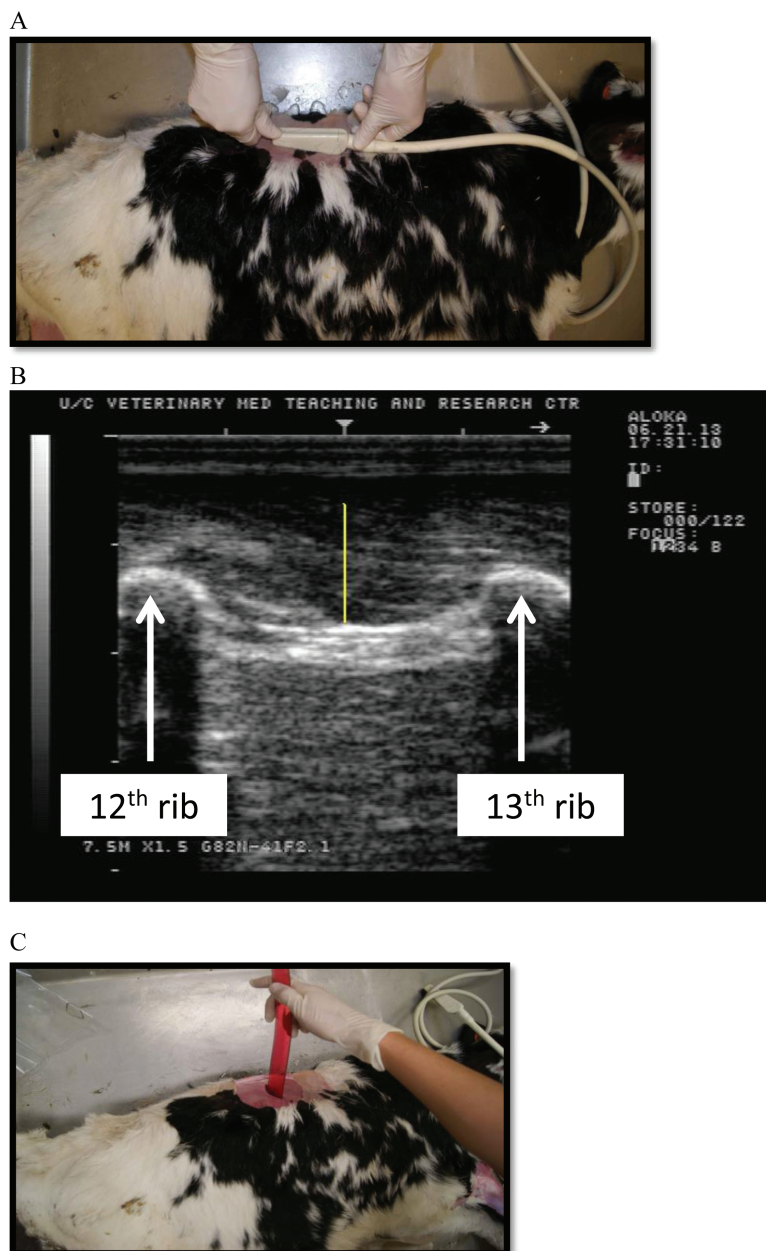 A
B
U/C VETERINARY MED TEACHING AND RESEARCH CTR
ALOKA
06.21.13
17:31:10
ID:
STORE:
000/122
FOCUS:
12th rib
13th rib
7.5M X1.5 G82N-41F2.1
C